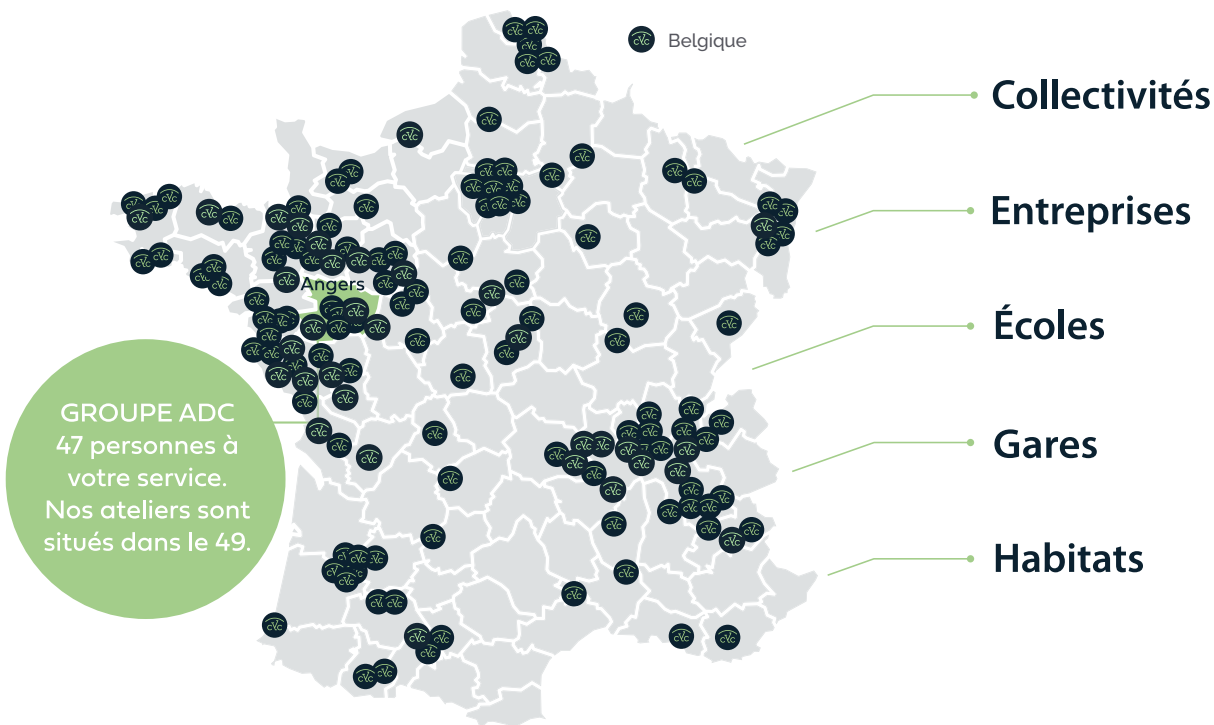 Belgique
Collectivités
Entreprises
Angers
Écoles
GROUPE ADC
47 personnes à
votre service.
Nos ateliers sont
situés dans le 49.
Gares
Habitats